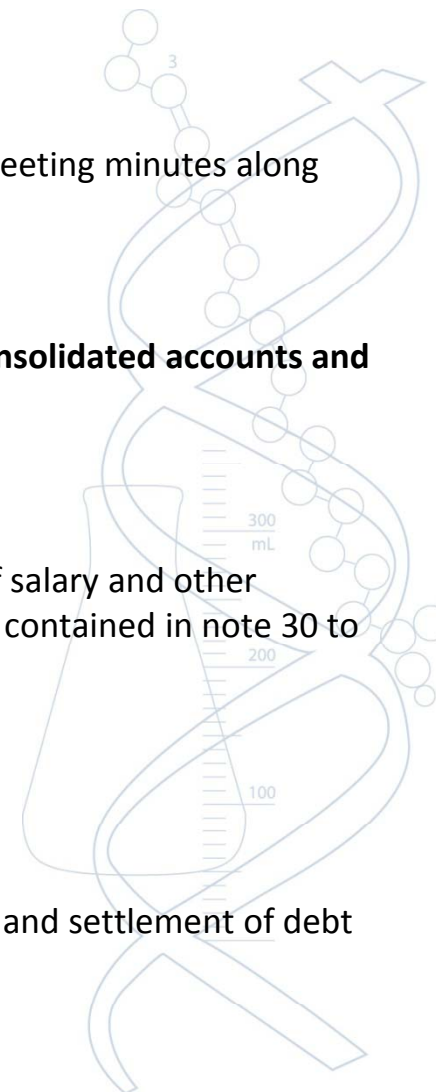 3
eeting minutes along
nsolidated accounts and
300
mL
f salary and other
contained in note 30 to
200
100
and settlement of debt